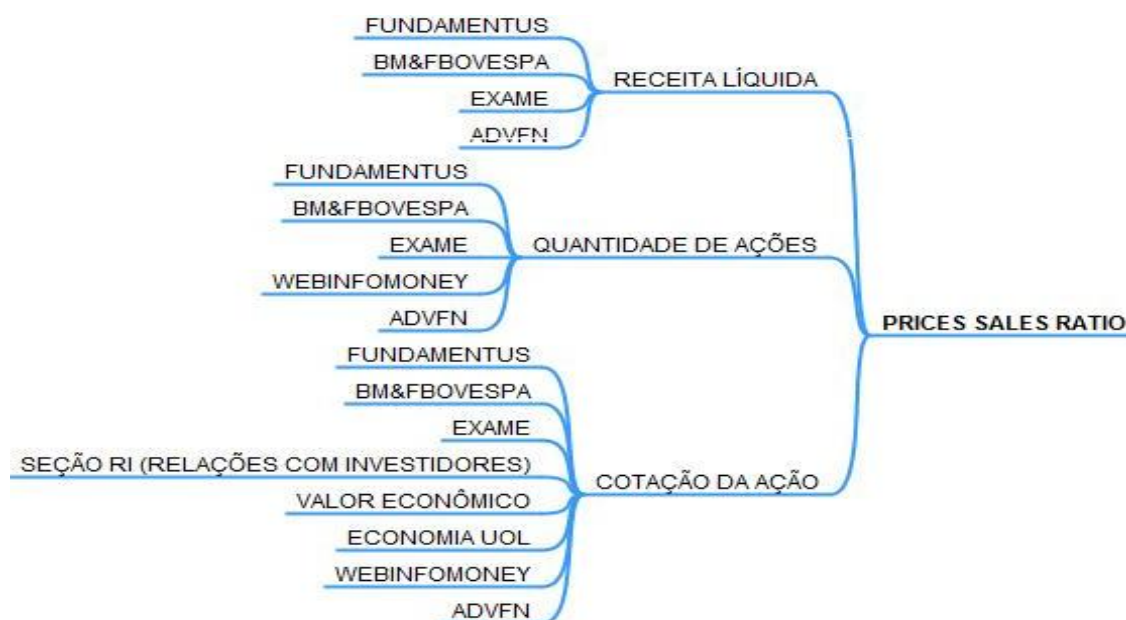 FUNDAMENTUS
BM&FBOVESPA
EXAME
ADVFN
RECEITA LÍQUIDA
FUNDAMENTUS
BM&FBOVESPA
EXAME
WEBINFOMONEY
ADVFN
QUANTIDADE DE AÇÕES
FUNDAMENTUS
BM&FBOVESPA
EXAME
SEÇÃO RI (RELAÇÕES COM INVESTIDORES)
VALOR ECONÔMICO
ECONOMIA UOL
WEBINFOMONEY
ADVFN
COTAÇÃO DA AÇÃO
PRICES SALES RATIO